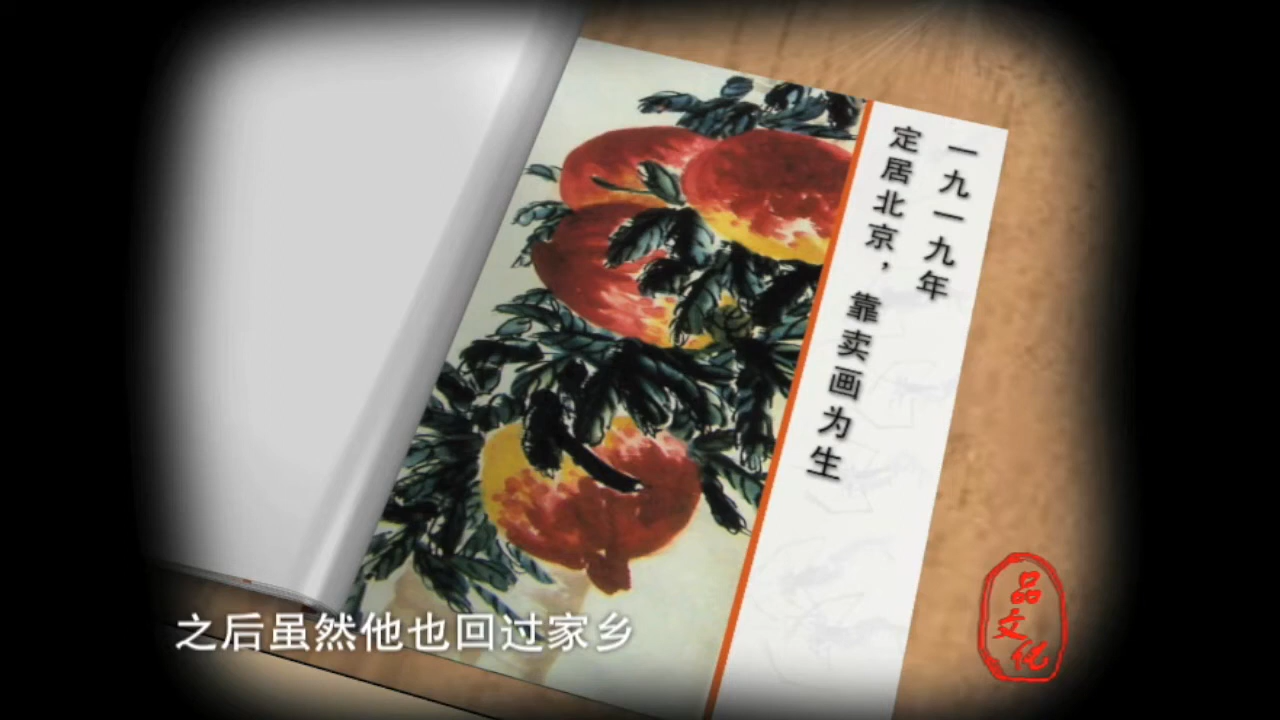 一九一九年
定居北京，靠卖画为生
之后虽然他也回过家乡
品文化